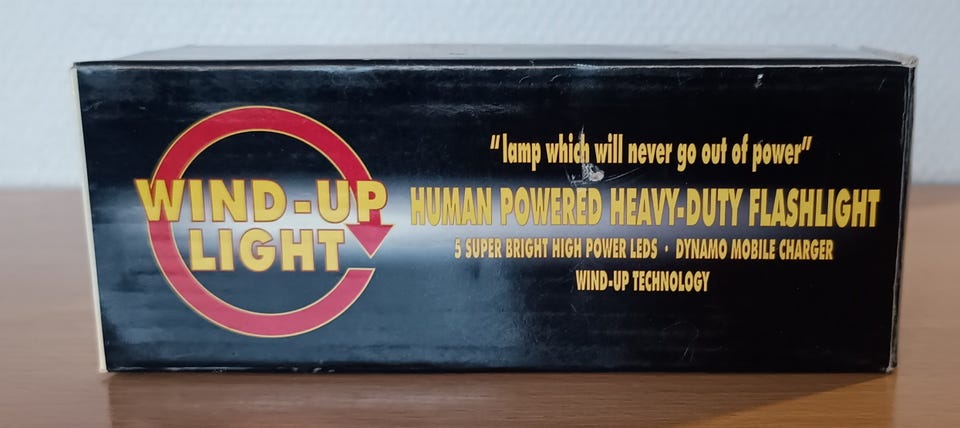 WIND-UP
LIGHT
"lamp which will never go out of power"
HUMAN POWERED HEAVY-DUTY FLASHLIGHT
5 SUPER BRIGHT HIGH POWER LEDS · DYNAMO MOBILE CHARGER
WIND-UP TECHNOLOGY